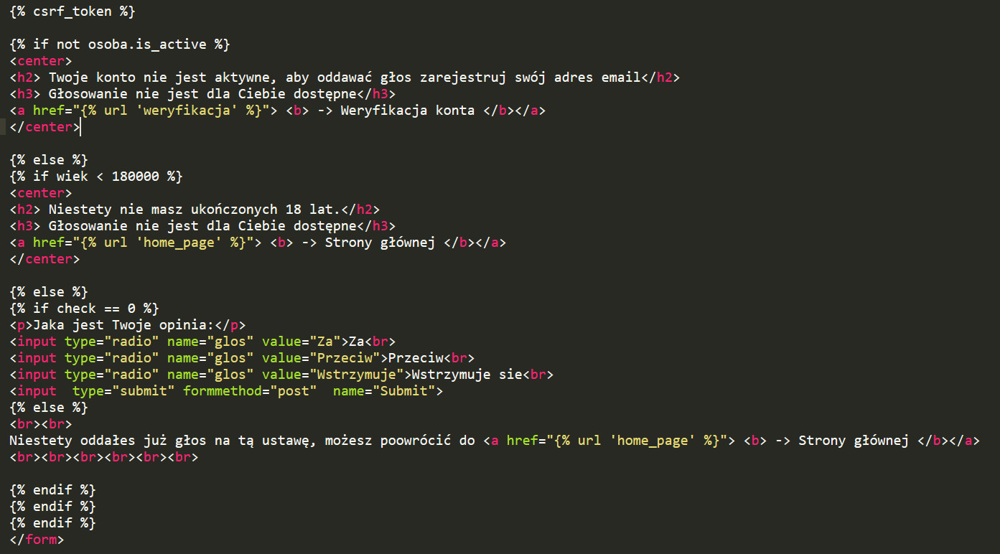 {% csrf_token %}
{% if not osoba.is_active %}
<center>
<h2> Twoje konto nie jest aktywne, aby oddawać głos zarejestruj swój adres email</h2>
<h3> Głosowanie nie jest dla Ciebie dostępne</h3>
<a href="{% url 'weryfikacja' %}"> <b> -> Weryfikacja konta </b></a>
</center>
{% else %}
{% if wiek < 180000 %}
<center>
<h2> Niestety nie masz ukończonych 18 lat.</h2>
<h3> Głosowanie nie jest dla Ciebie dostępne</h3>
<a href="{% url 'home_page' %}"> <b> -> Strony głównej </b></a>
</center>
{% else %}
{% if check == 0 %}
<p>Jaka jest Twoje opinia:</p>
<input type="radio" name="glos" value="Za">Za<br>
<input type="radio" name="glos" value="Przeciw">Przeciw<br>
<input type="radio" name="glos" value="Wstrzymuje">Wstrzymuje sie<br>
<input  type="submit" formmethod="post"  name="Submit">
{% else %}
<br><br>
Niestety oddałes już głos na tą ustawę, możesz poowrócić do <a href="{% url 'home_page' %}"> <b> -> Strony głównej </b></a>
<br><br><br><br><br><br>
{% endif %}
{% endif %}
{% endif %}
</form>